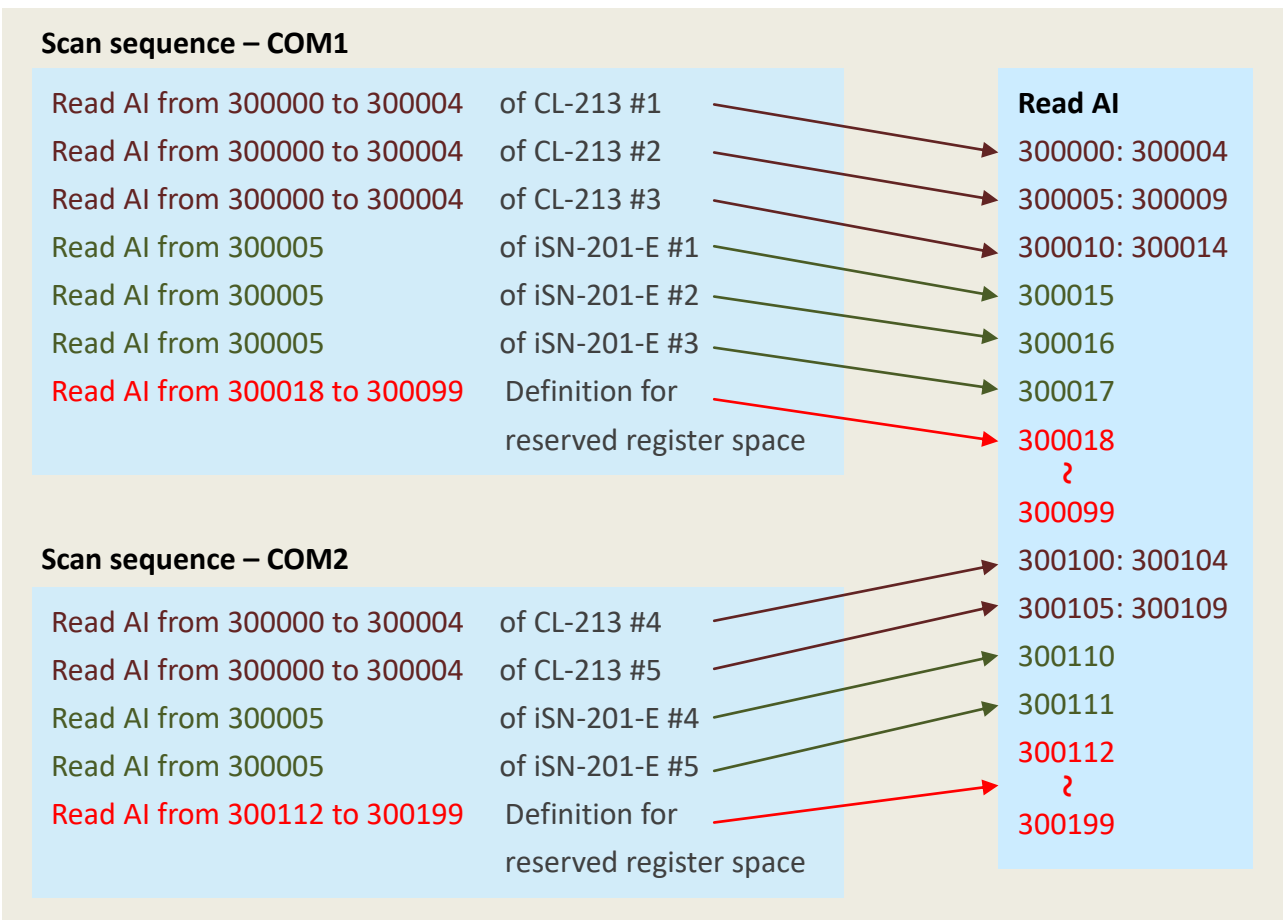 Scan sequence – COM1
Read AI from 300000 to 300004 of CL-213 #1
Read AI from 300000 to 300004 of CL-213 #2
Read AI from 300000 to 300004 of CL-213 #3
Read AI from 300005 of iSN-201-E #1
Read AI from 300005 of iSN-201-E #2
Read AI from 300005 of iSN-201-E #3
Read AI from 300018 to 300099 Definition for
reserved register space
Scan sequence – COM2
Read AI from 300000 to 300004 of CL-213 #4
Read AI from 300000 to 300004 of CL-213 #5
Read AI from 300005 of iSN-201-E #4
Read AI from 300005 of iSN-201-E #5
Read AI from 300112 to 300199 Definition for
reserved register space
Read AI
300000: 300004
300005: 300009
300010: 300014
300015
300016
300017
300018
~
300099
300100: 300104
300105: 300109
300110
300111
300112
~
300199